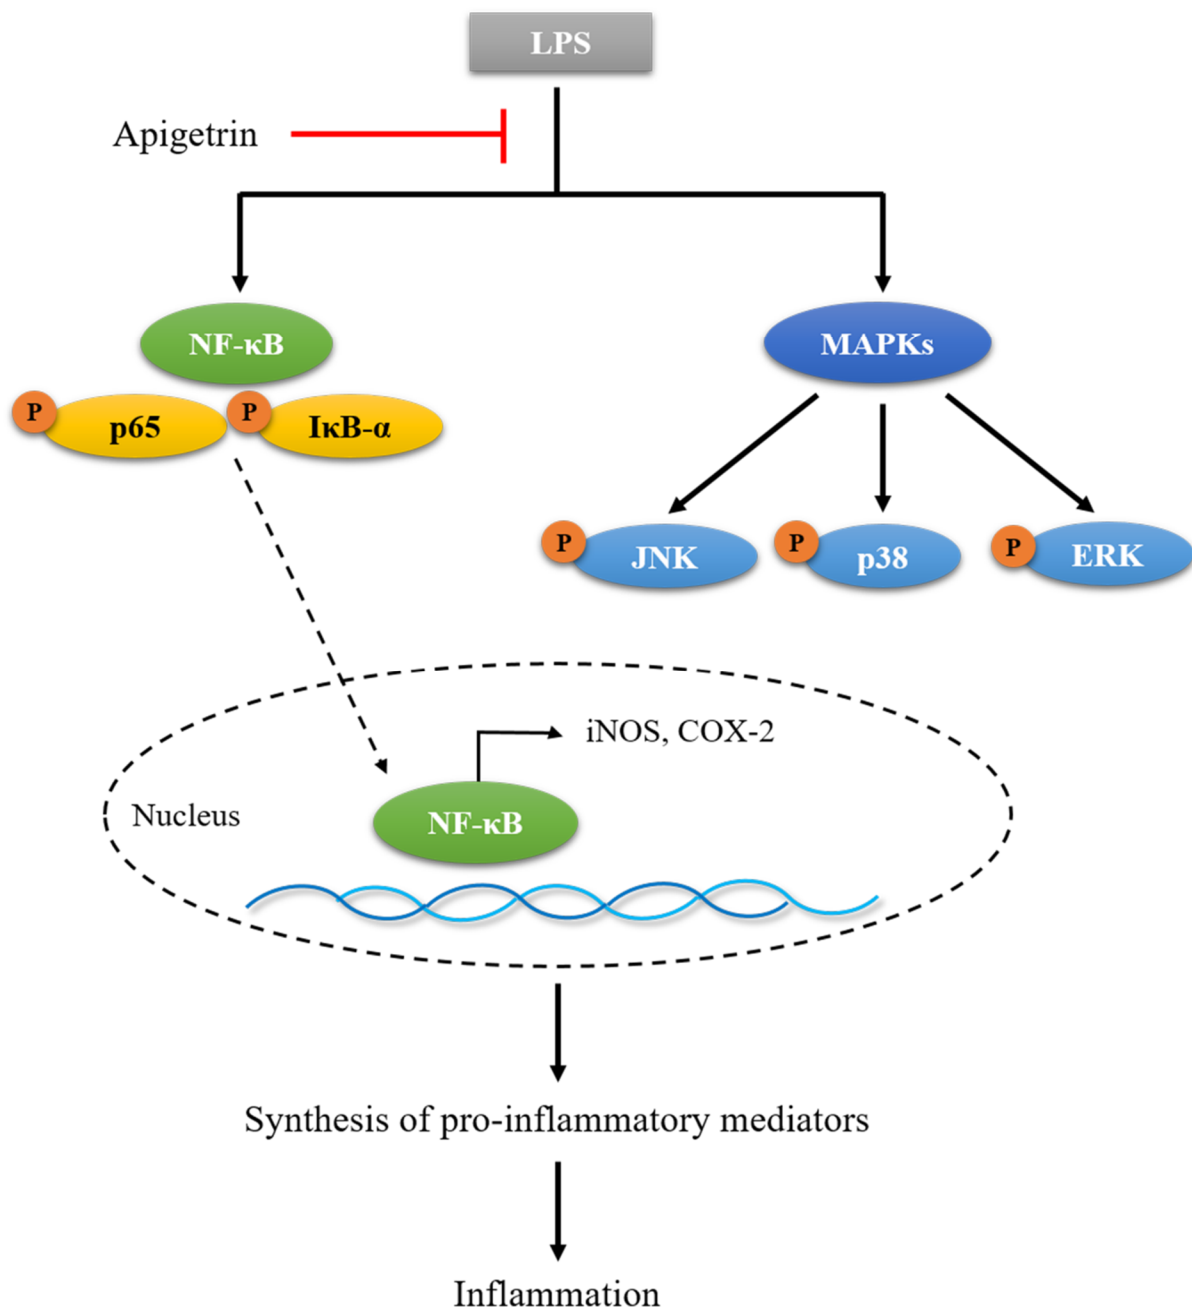 LPS
Apigetrin
NF-κB
MAPKs
P
p65
P
IκB-α
P
JNK
P
p38
P
ERK
iNOS, COX-2
Nucleus
NF-κB
Synthesis of pro-inflammatory mediators
Inflammation